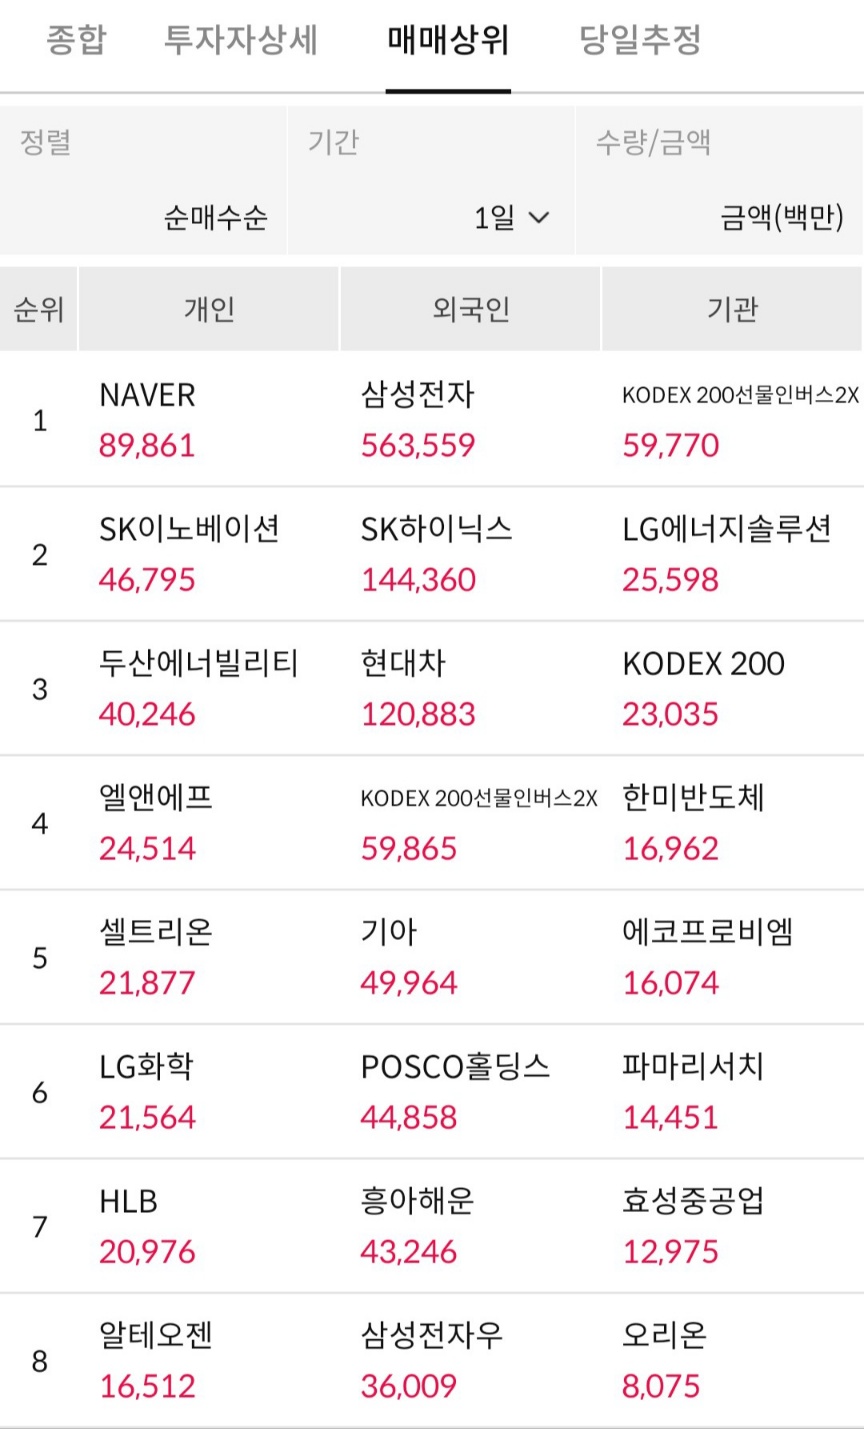 종합 투자자상세 매매상위 당일추정
정렬 기간 수량/금액
순매수순 1일 금액(백만)
순위 개인 외국인 기관
1 NAVER 삼성전자 KODEX 200선물인버스2X
89,861 563,559 59,770
2 SK이노베이션 SK하이닉스 LG에너지솔루션
46,795 144,360 25,598
3 두산에너빌리티 현대차 KODEX 200
40,246 120,883 23,035
4 엘앤에프 KODEX 200선물인버스2X 한미반도체
24,514 59,865 16,962
5 셀트리온 기아 에코프로비엠
21,877 49,964 16,074
6 LG화학 POSCO홀딩스 파마리서치
21,564 44,858 14,451
7 HLB 흥아해운 효성중공업
20,976 43,246 12,975
8 알테오젠 삼성전자우 오리온
16,512 36,009 8,075